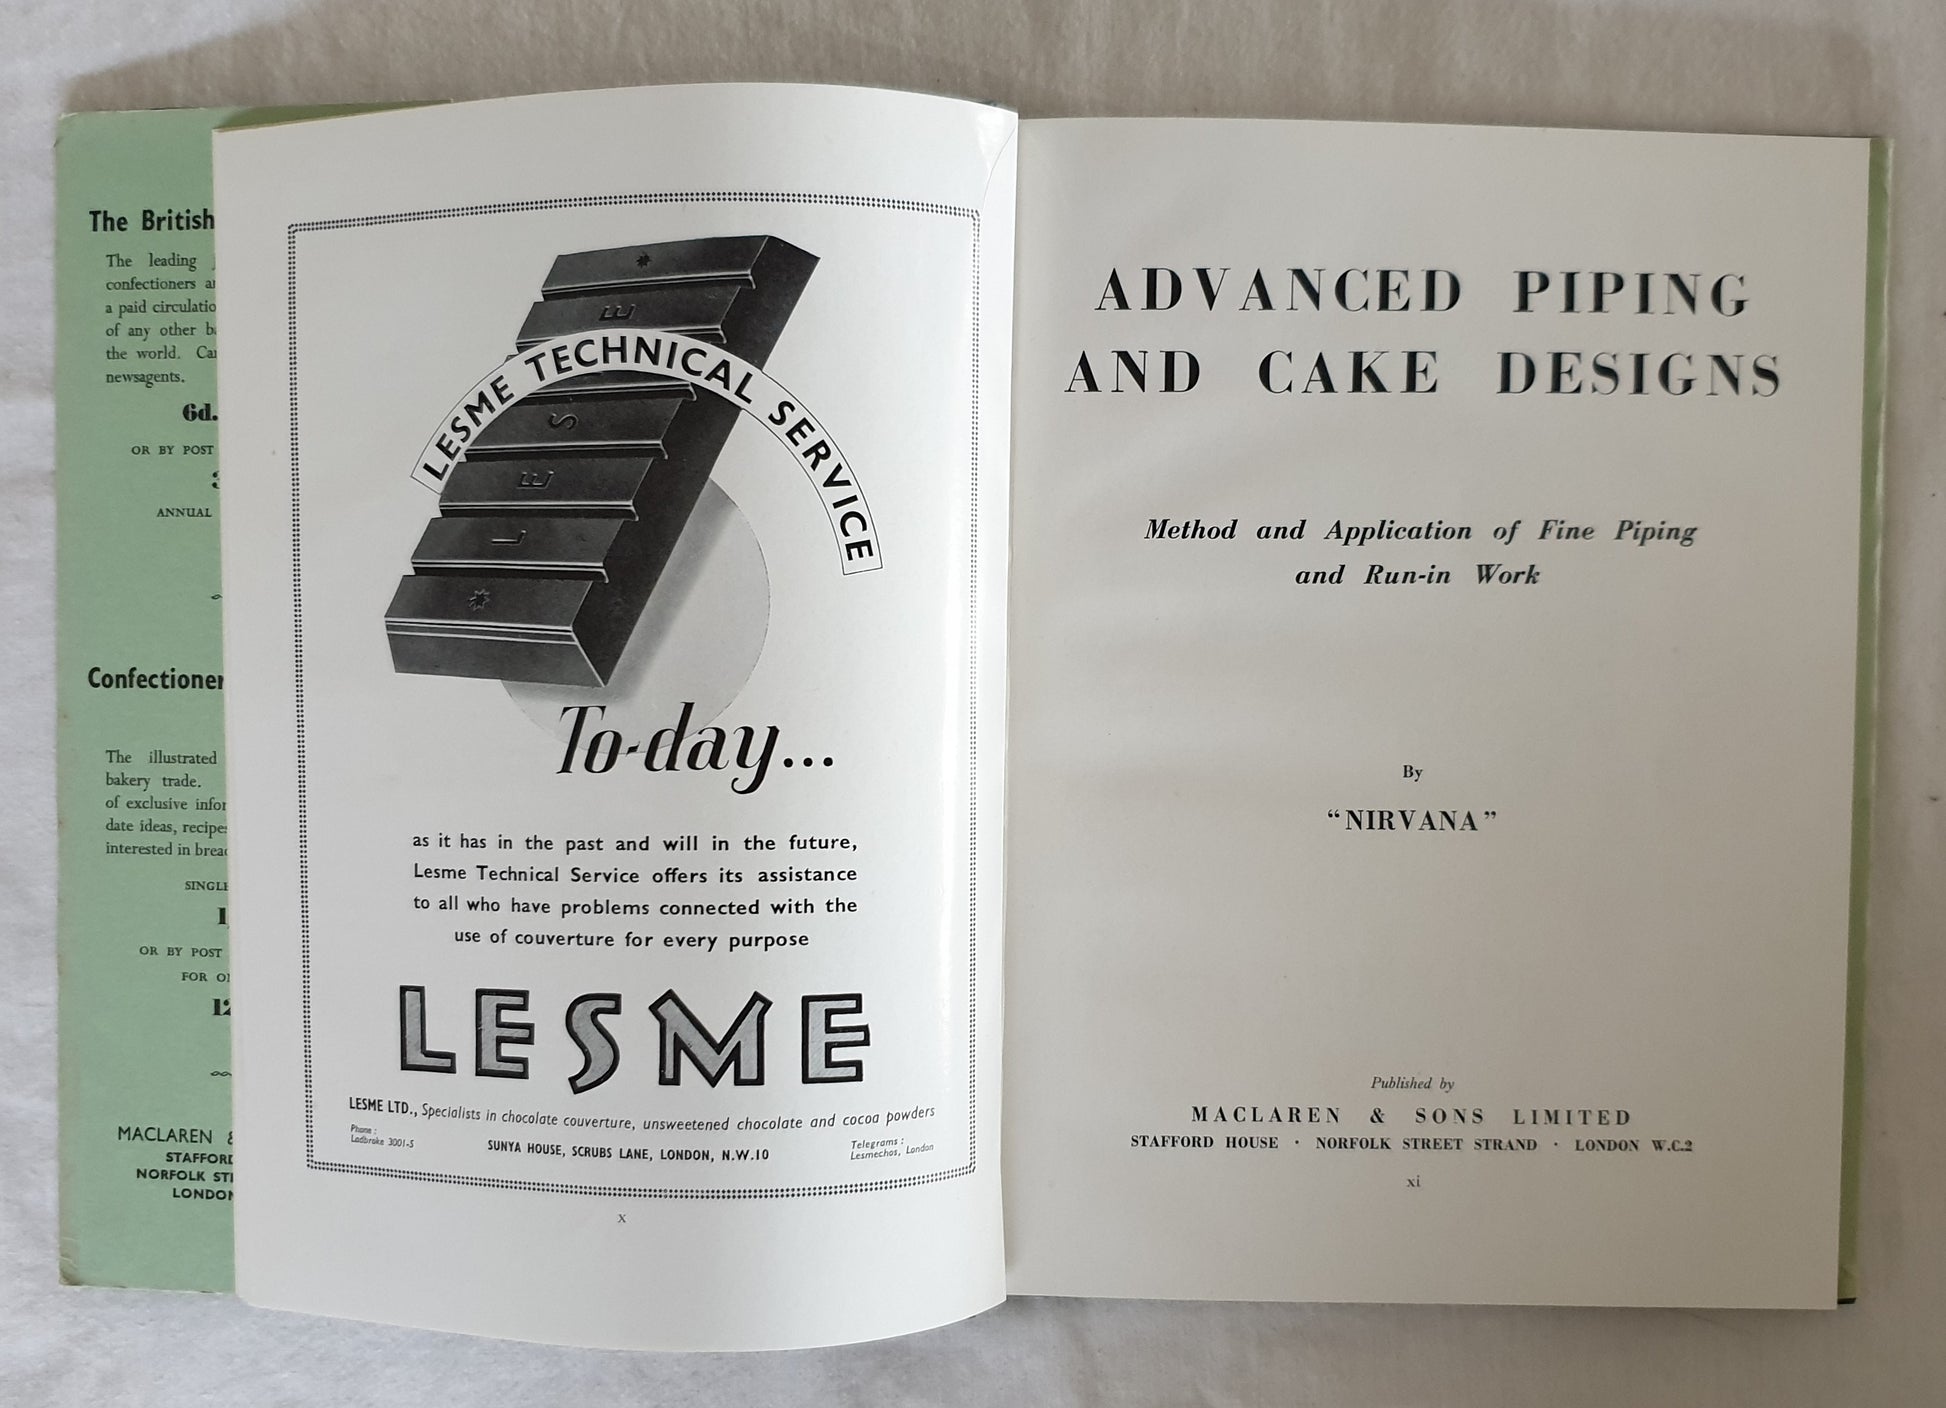 The British
The leading
confectioners
a paid circulatio
of any other
the world.
newsagents.
6d.
OR BY POST
ANNUAL
Confectioner
The illustrated
bakery trade.
of exclusive
date ideas,
interested in
SINGLE
OR BY POST
FOR
MACLAREN &
STAFFORD
NORFOLK
LONDON
LESME TECHNICAL SERVICE
E
S
E
L
To-day...
as it has in the past and will in the future,
Lesme Technical Service offers its assistance
to all who have problems connected with the
use of couverture for every purpose
LESME
LESME LTD., Specialists in chocolate couverture, unsweetened chocolate and cocoa powders
Phone :
Ladbroke 3001-5
SUNYA HOUSE, SCRUBS LANE, LONDON, N.W.10
Telegrams :
Lesmechos, London
x
ADVANCED PIPING
AND CAKE DESIGNS
Method and Application of Fine Piping
and Run-in Work
By
“NIRVANA”
Published by
MACLAREN & SONS LIMITED
STAFFORD HOUSE · NORFOLK STREET STRAND · LONDON W.C.2
xi